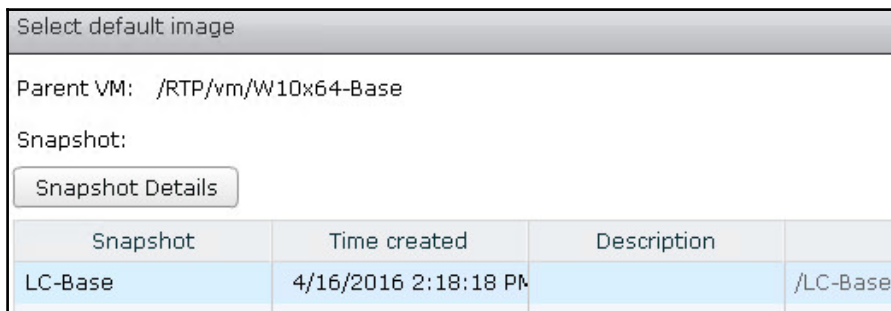 Select default image
Parent VM: /RTP/vm/W10x64-Base
Snapshot:
Snapshot Details
Snapshot Time created Description
LC-Base 4/16/2016 2:18:18 PM /LC-Base